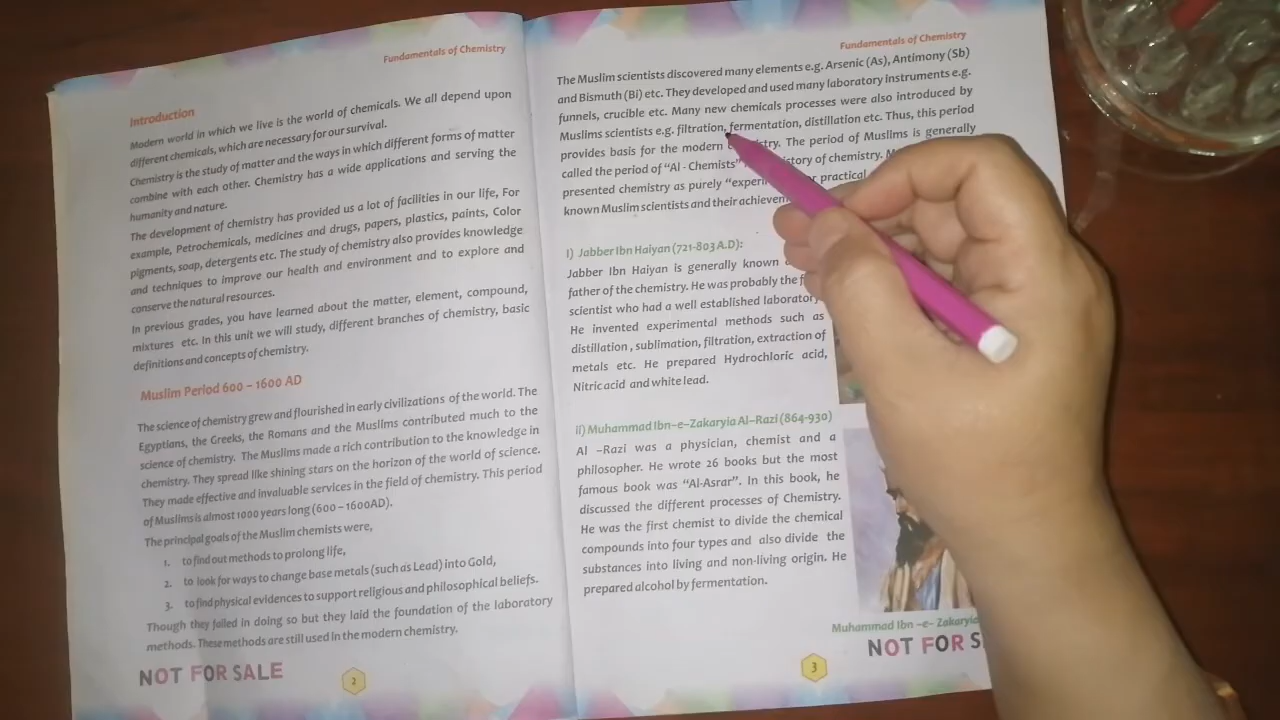 Fundamentals of Chemistry
Introduction
Modern world in which we live is the world of chemicals. We all depend upon
different chemicals, which are necessary for our survival.
Chemistry is the study of matter and the ways in which different forms of matter
combine with each other. Chemistry has a wide applications and serving the
humanity and nature.
The development of chemistry has provided us a lot of facilities in our life, For
example, Petrochemicals, medicines and drugs, papers, plastics, paints, Color
pigments, soap, detergents etc. The study of chemistry also provides knowledge
and techniques to improve our health and environment and to explore and
conserve the natural resources.
In previous grades, you have learned about the matter, element, compound,
mixtures etc. In this unit we will study, different branches of chemistry, basic
definitions and concepts of chemistry.
Muslim Period 600 – 1600 AD
The science of chemistry grew and flourished in early civilizations of the world. The
Egyptians, the Greeks, the Romans and the Muslims contributed much to the
science of chemistry. The Muslims made a rich contribution to the knowledge in
chemistry. They spread like shining stars on the horizon of the world of science.
They made effective and invaluable services in the field of chemistry. This period
of Muslims is almost 1000 years long (600 – 1600AD).
The principal goals of the Muslim chemists were,
1. to find out methods to prolong life,
2. to look for ways to change base metals (such as Lead) into Gold,
3. to find physical evidences to support religious and philosophical beliefs.
Though they failed in doing so but they laid the foundation of the laboratory
methods. These methods are still used in the modern chemistry.
NOT FOR SALE
2
Fundamentals of Chemistry
The Muslim scientists discovered many elements e.g. Arsenic (As), Antimony (Sb)
and Bismuth (Bi) etc. They developed and used many laboratory instruments e.g.
funnels, crucible etc. Many new chemicals processes were also introduced by
Muslims scientists e.g. filtration, fermentation, distillation etc. Thus, this period
provides basis for the modern The period of Muslims is generally
called the period of "Al - Chemists" history of chemistry.
presented chemistry as purely practical
known Muslim scientists and their
i) Jabber Ibn Haiyan (721-803 A.D):
Jabber Ibn Haiyan is generally known
father of the chemistry. He was probably the
scientist who had a well established laboratory
He invented experimental methods such as
distillation , sublimation, filtration, extraction of
metals etc. He prepared Hydrochloric acid,
Nitric acid and white lead.
ii) Muhammad Ibn-e-Zakaryia Al-Razi (864-930)
Al –Razi was a physician, chemist and a
philosopher. He wrote 26 books but the most
famous book was "Al-Asrar". In this book, he
discussed the different processes of Chemistry.
He was the first chemist to divide the chemical
compounds into four types and also divide the
substances into living and non-living origin. He
prepared alcohol by fermentation.
Muhammad Ibn -e- Zakaryia
NOT FOR
3